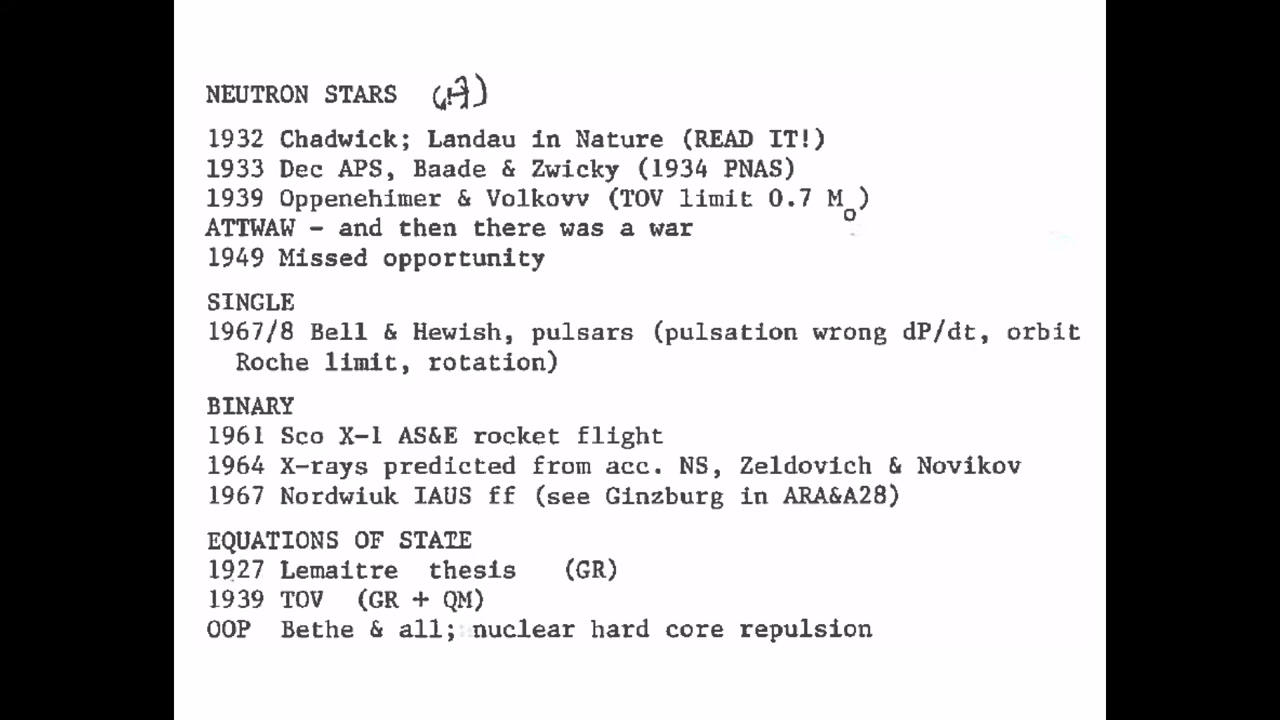 NEUTRON STARS
1932 Chadwick; Landau in Nature (READ IT!)
1933 Dec APS, Baade & Zwicky (1934 PNAS)
1939 Oppenehimer & Volkovv (TOV limit 0.7 Mo)
ATTWAW - and then there was a war
1949 Missed opportunity
SINGLE
1967/8 Bell & Hewish, pulsars (pulsation wrong dP/dt, orbit
Roche limit, rotation)
BINARY
1961 Sco X-1 AS&E rocket flight
1964 X-rays predicted from acc. NS, Zeldovich & Novikov
1967 Nordwiuk IAUS ff (see Ginzburg in ARA&A28)
EQUATIONS OF STATE
1927 Lemaitre thesis (GR)
1939 TOV (GR + QM)
OOP Bethe & all; nuclear hard core repulsion